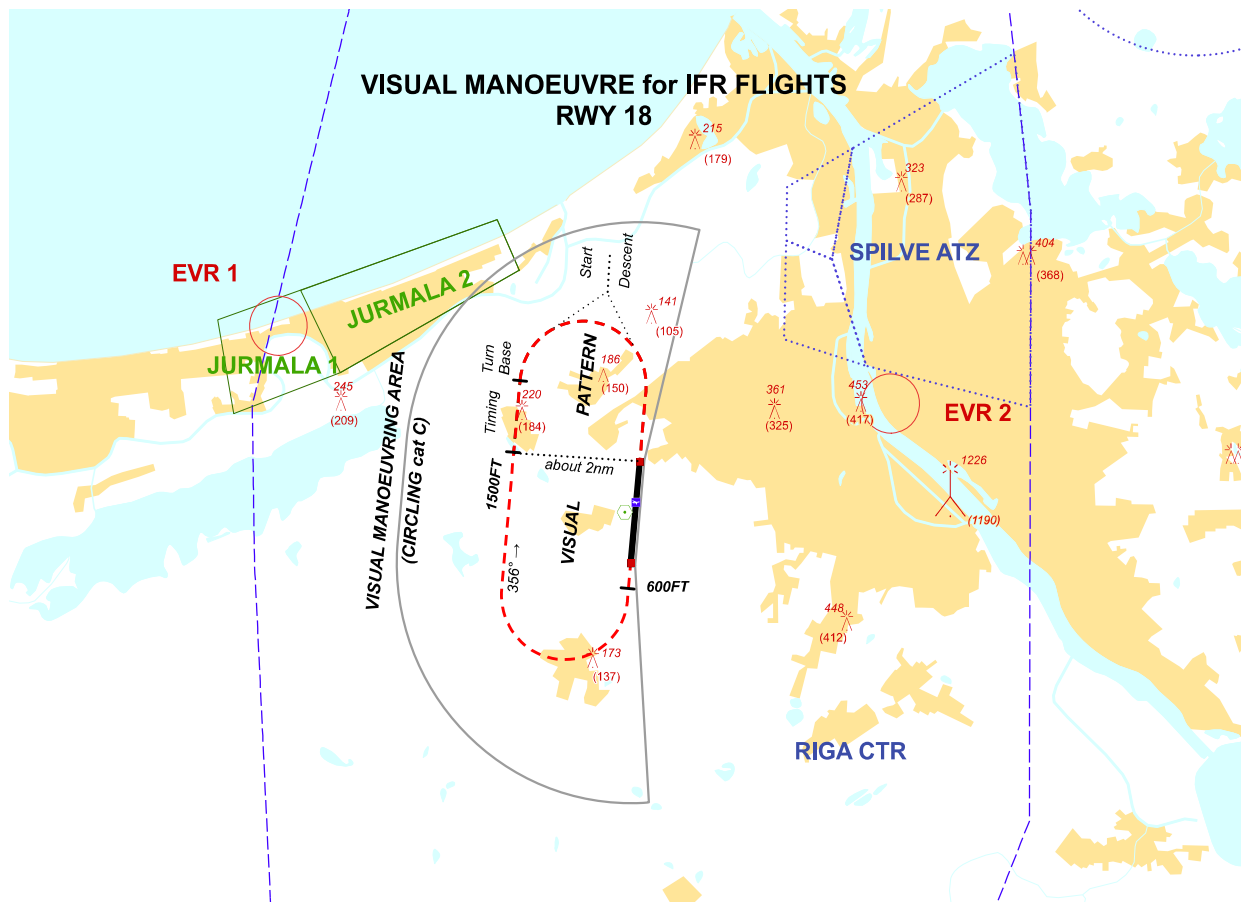 VISUAL MANOEUVRE for IFR FLIGHTS
RWY 18
215
(179)
323
(287)
SPILVE ATZ
404
(368)
EVR 1
JURMALA 2
JURMALA 1
245
(209)
Start
Descent
141
(105)
Turn
Base
PATTERN
186
(150)
220
(184)
Timing
361
(325)
453
(417)
EVR 2
VISUAL MANOEUVRING AREA
(CIRCLING cat C)
about 2nm
1500FT
VISUAL
1226
(1190)
356° →
600FT
448
(412)
173
(137)
RIGA CTR